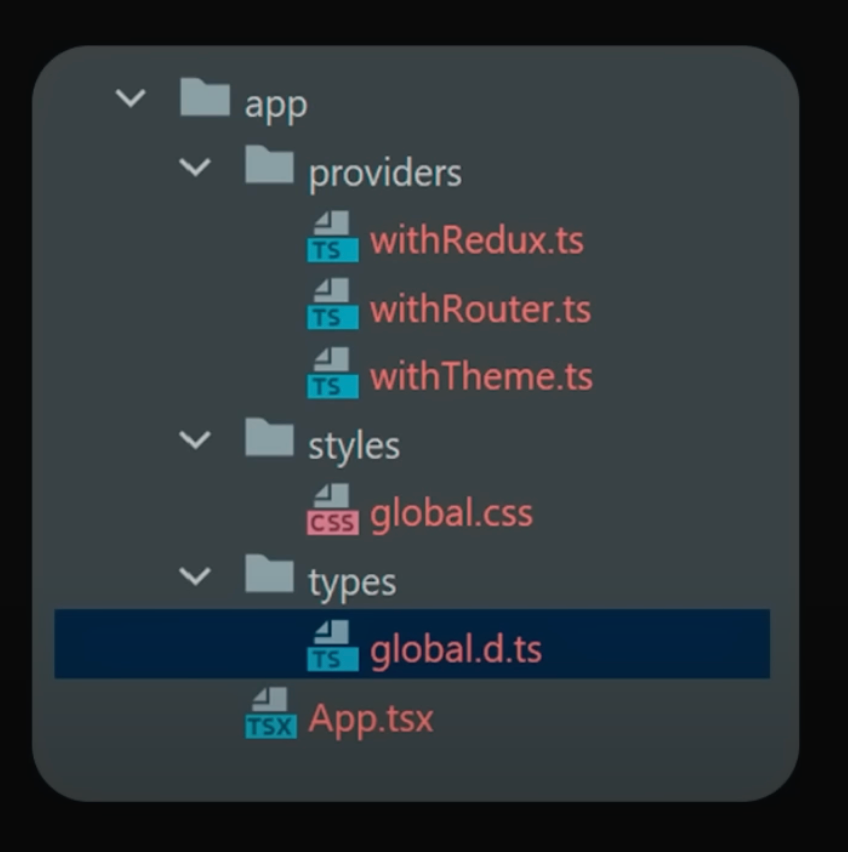 app
providers
TS withRedux.ts
TS withRouter.ts
TS withTheme.ts
styles
CSS global.css
types
TS global.d.ts
TSX App.tsx